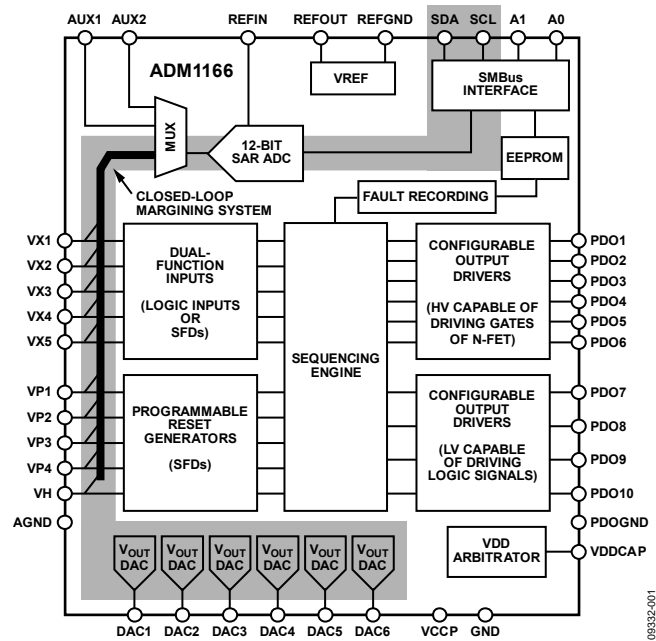 AUX1 AUX2 REFIN REFOUT REFGND SDA SCL A1 A0
ADM1166
VREF
SMBus
INTERFACE
MUX
12-BIT
SAR ADC
EEPROM
CLOSED-LOOP
MARGINING SYSTEM
FAULT RECORDING
VX1
VX2
VX3
VX4
VX5
VP1
VP2
VP3
VP4
VH
AGND
DUAL-
FUNCTION
INPUTS
(LOGIC INPUTS
OR
SFDs)
PROGRAMMABLE
RESET
GENERATORS
(SFDs)
SEQUENCING
ENGINE
CONFIGURABLE
OUTPUT
DRIVERS
(HV CAPABLE OF
DRIVING GATES
OF N-FET)
CONFIGURABLE
OUTPUT
DRIVERS
(LV CAPABLE
OF DRIVING
LOGIC SIGNALS)
PDO1
PDO2
PDO3
PDO4
PDO5
PDO6
PDO7
PDO8
PDO9
PDO10
PDOGND
VDDCAP
VDD
ARBITRATOR
VOUT
DAC
VOUT
DAC
VOUT
DAC
VOUT
DAC
VOUT
DAC
VOUT
DAC
DAC1 DAC2 DAC3 DAC4 DAC5 DAC6 VCCP GND
09332-001